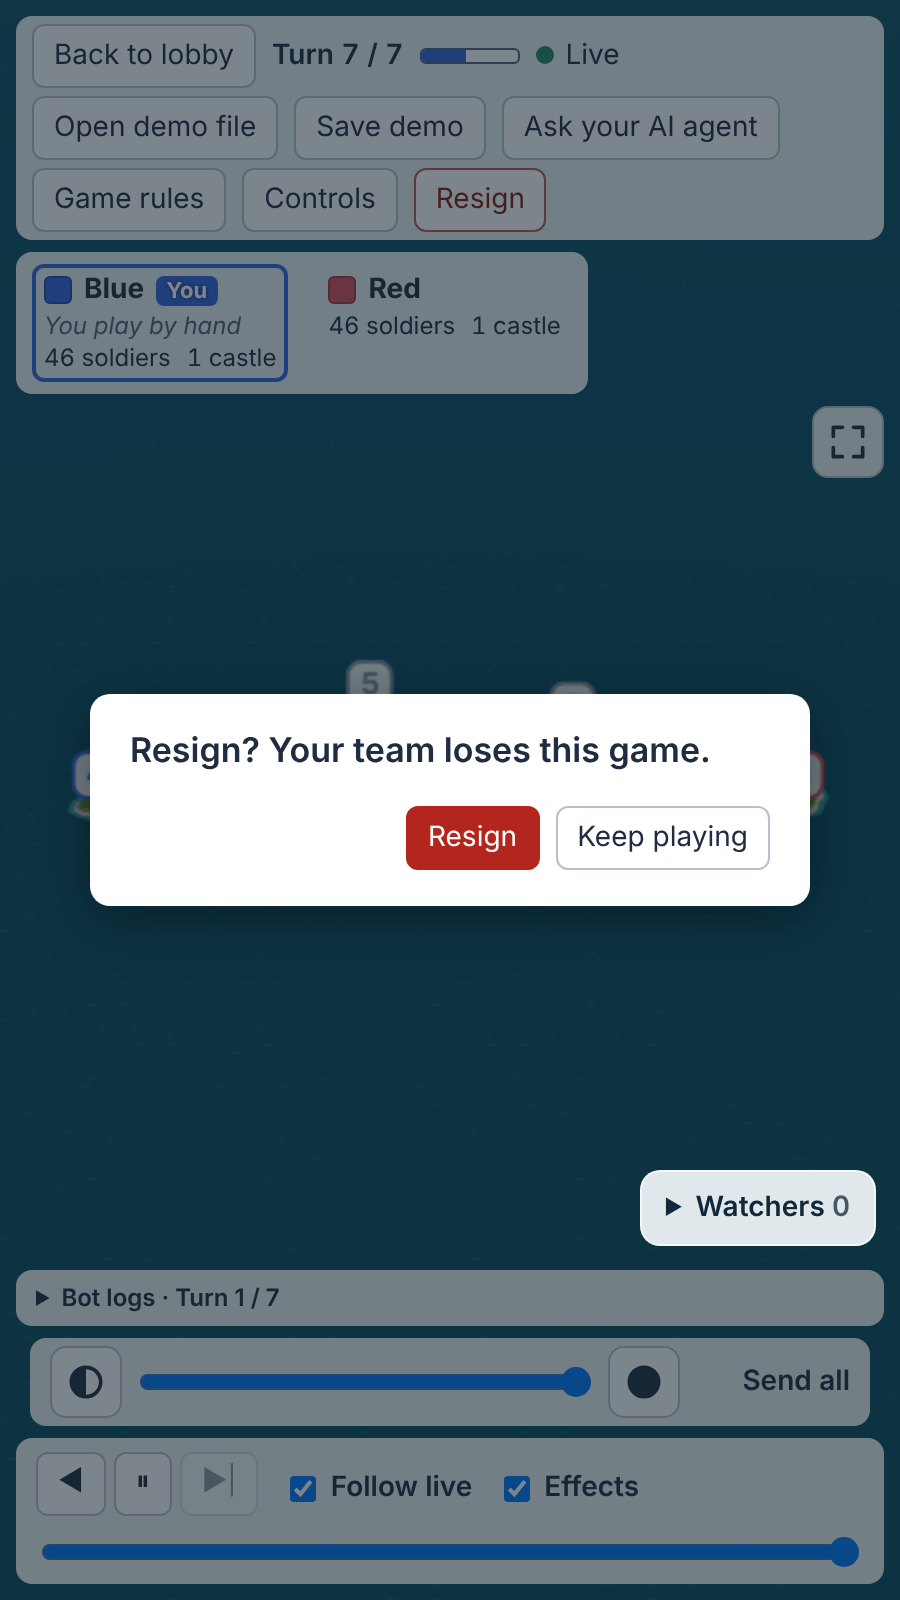 Back to lobby Turn 7 / 7 Live
Open demo file Save demo Ask your AI agent
Game rules Controls Resign
Blue You
You play by hand
46 soldiers 1 castle
Red
46 soldiers 1 castle
5
Resign? Your team loses this game.
Resign Keep playing
Watchers 0
Bot logs · Turn 1 / 7
Send all
Follow live Effects